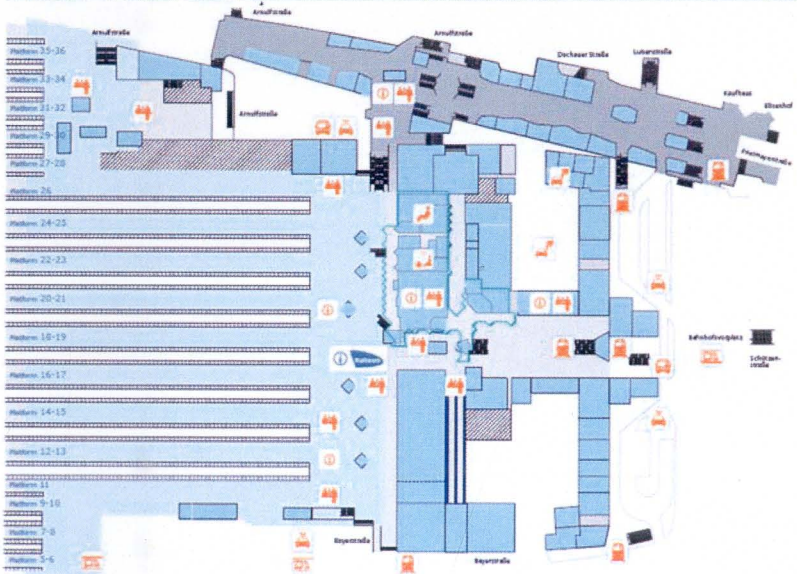 Arnulfstraße
Arnulfstraße
Arnulfstraße
Dachauer Straße
Luisenstraße
Platform 35-36
Platform 33-34
Kaufhaus
Platform 31-32
Elisenhof
Arnulfstraße
Platform 29-30
Platform 27-28
Platform 26
Platform 24-25
Platform 22-23
Platform 20-21
Platform 18-19
Bahnhofsvorplatz
Platform 16-17
Platform 14-15
Platform 12-13
Platform 11
Platform 9-10
Platform 7-8
Bayerstraße
Platform 5-6
Bayerstraße